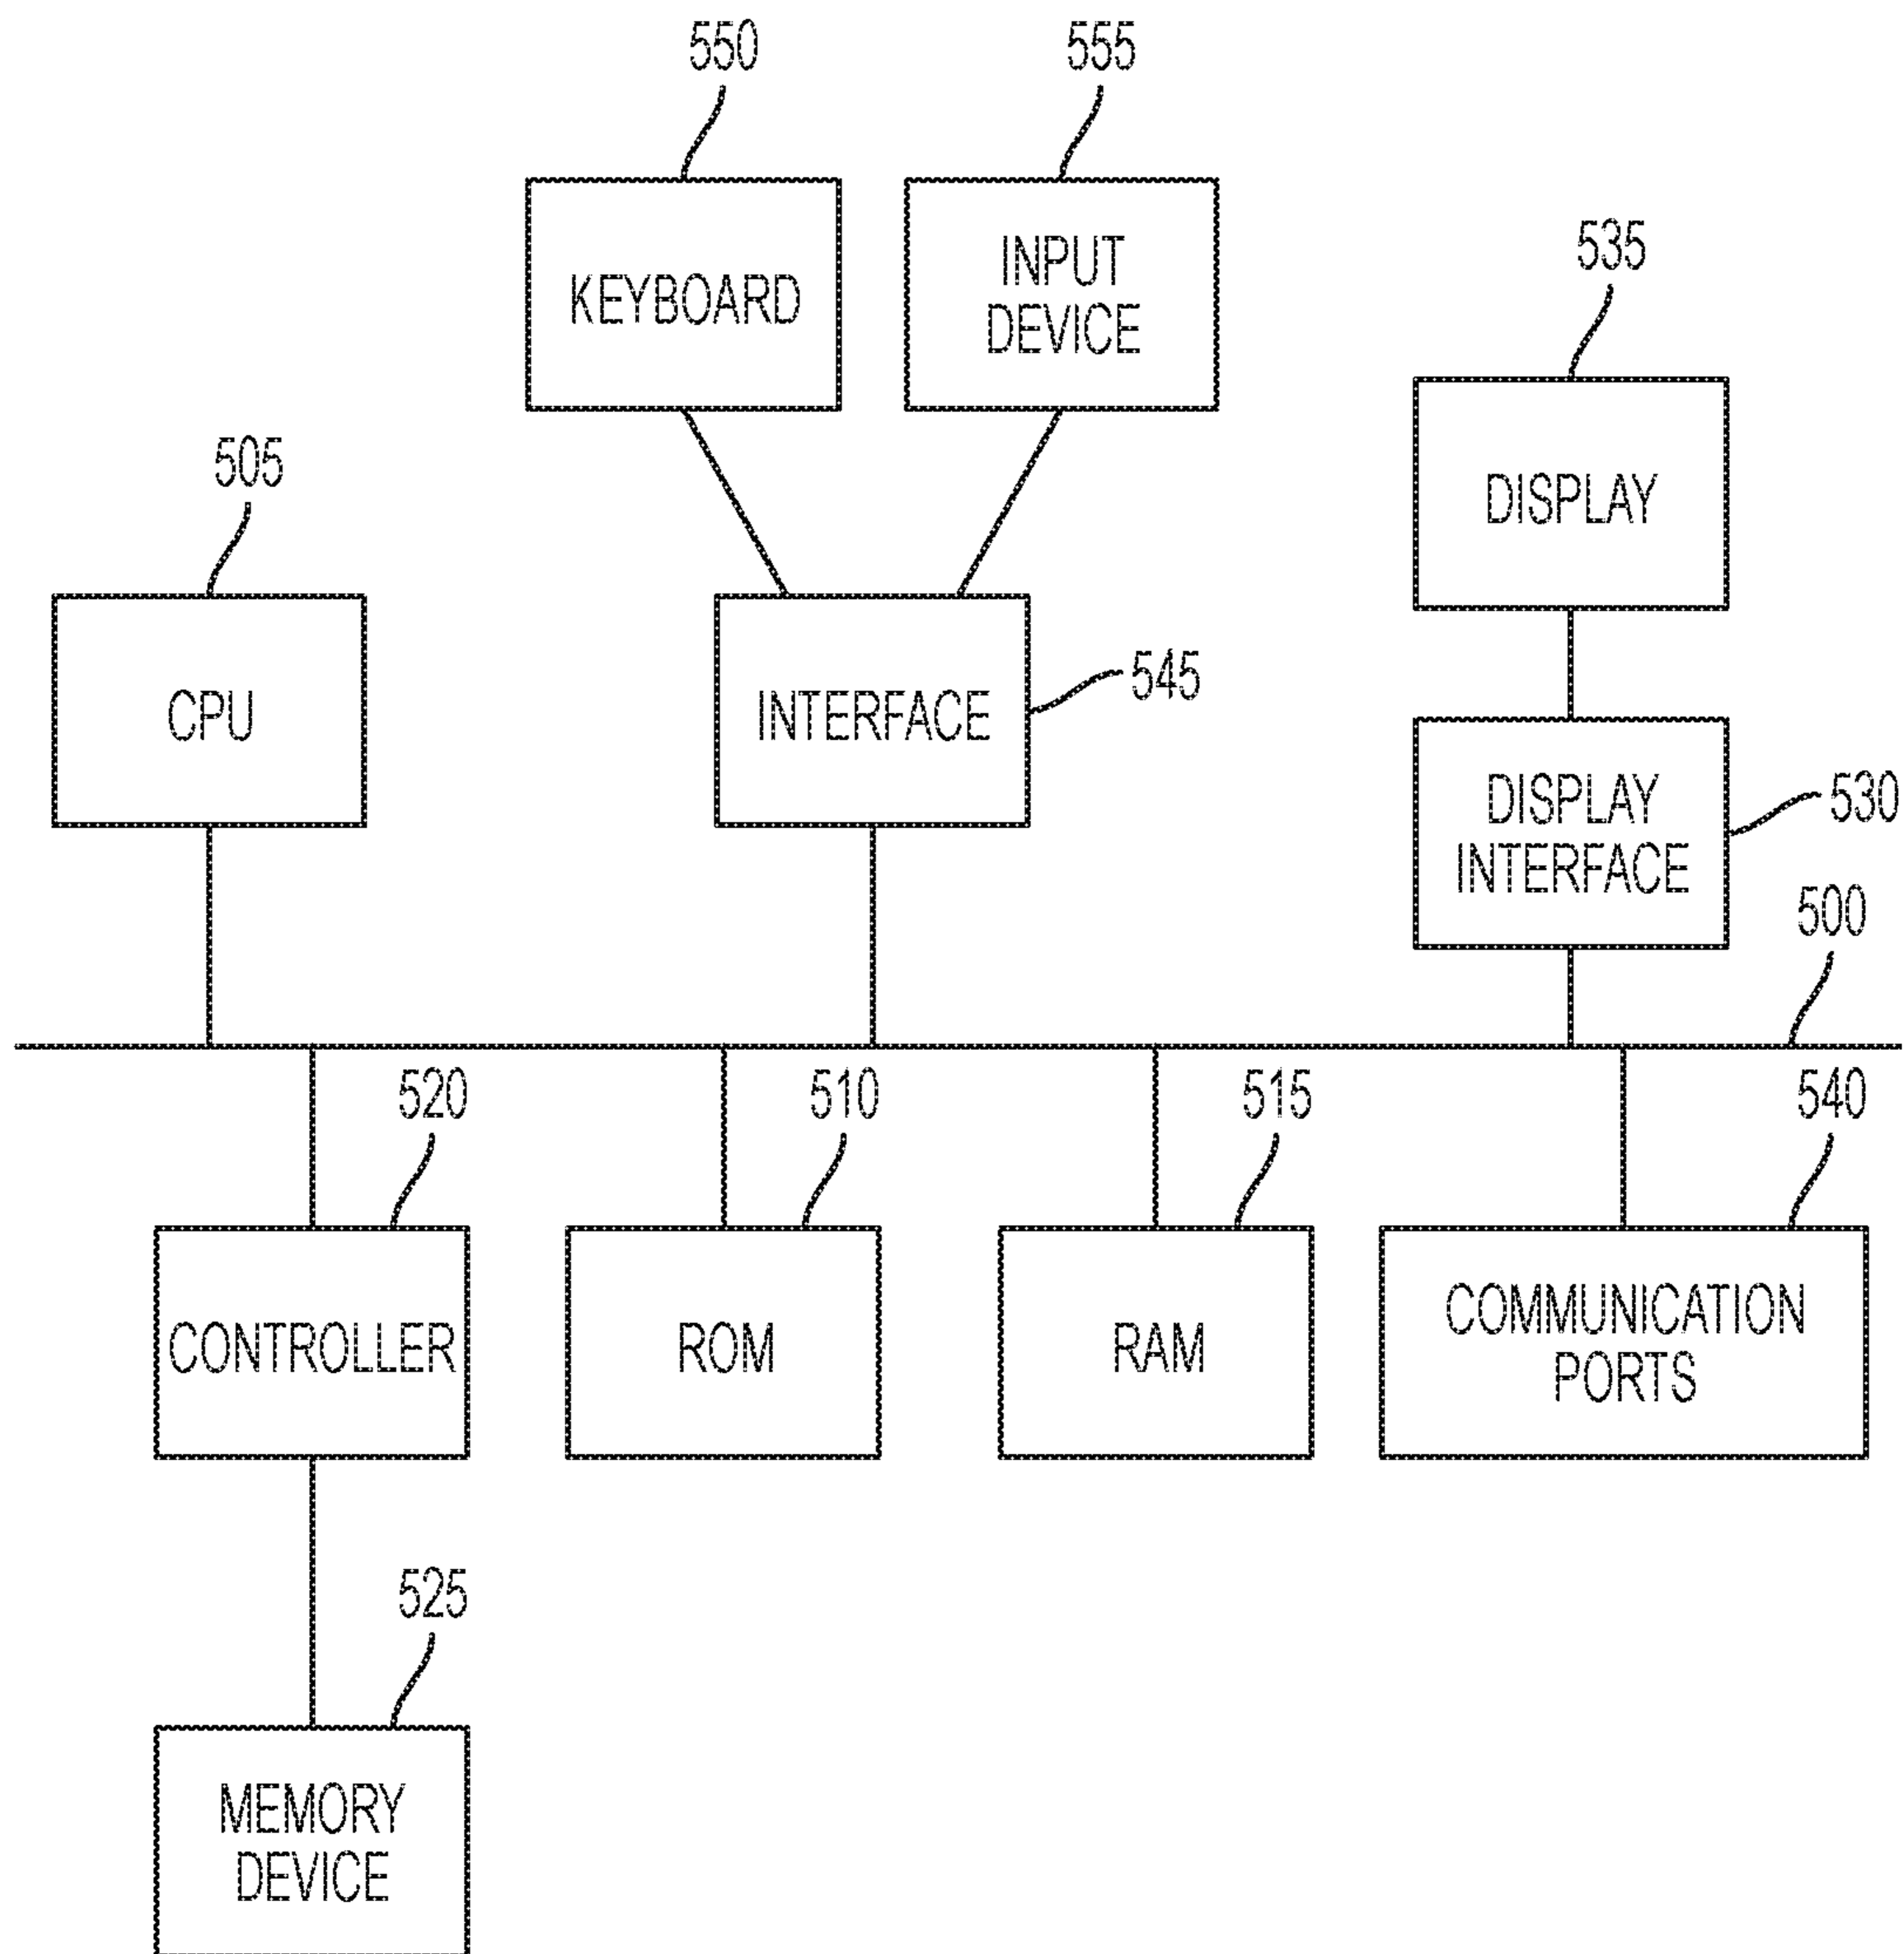 550
555
KEYBOARD
INPUT
DEVICE
535
DISPLAY
505
CPU
INTERFACE
545
DISPLAY
INTERFACE
530
500
520
510
515
540
CONTROLLER
ROM
RAM
COMMUNICATION
PORTS
525
MEMORY
DEVICE